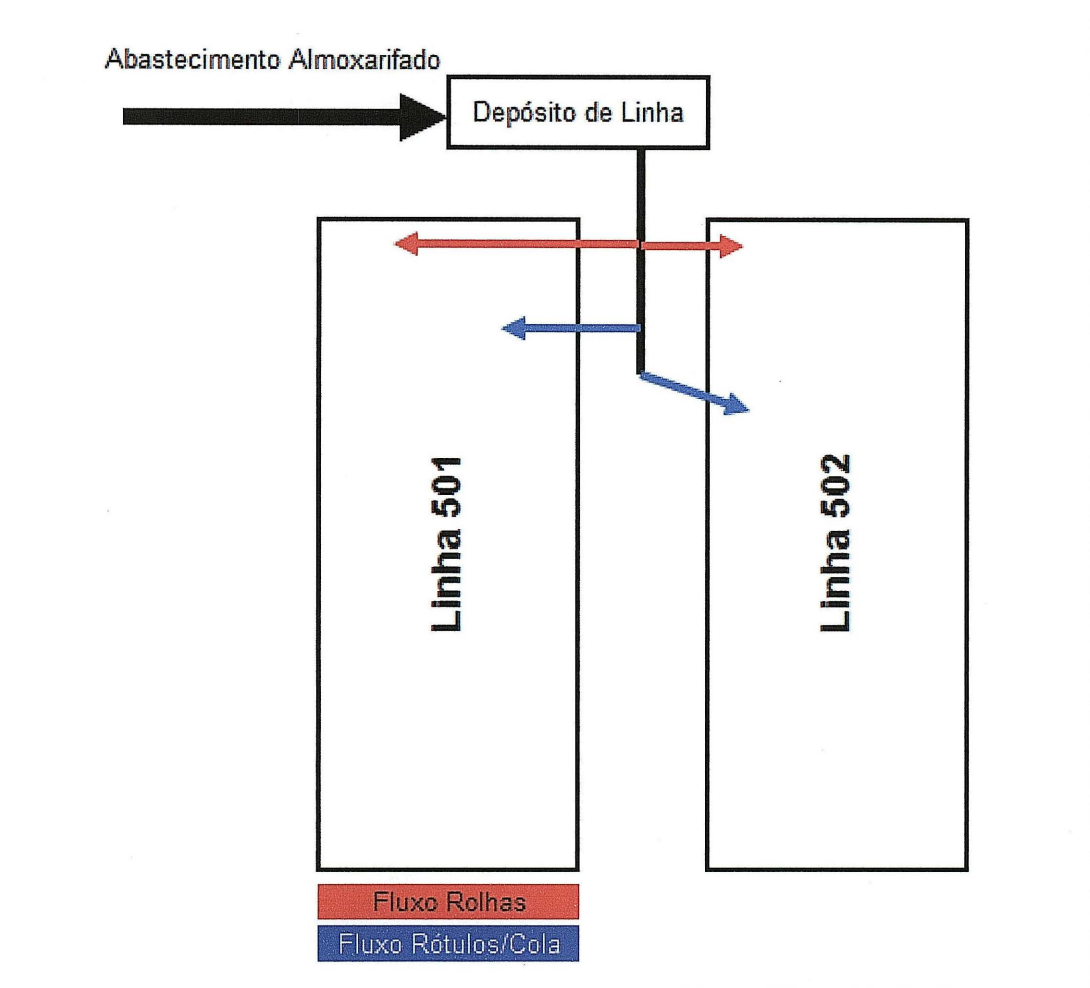 Abastecimento Almoxarifado
Depósito de Linha
Linha 501
Linha 502
Fluxo Rolhas
Fluxo Rótulos/Cola